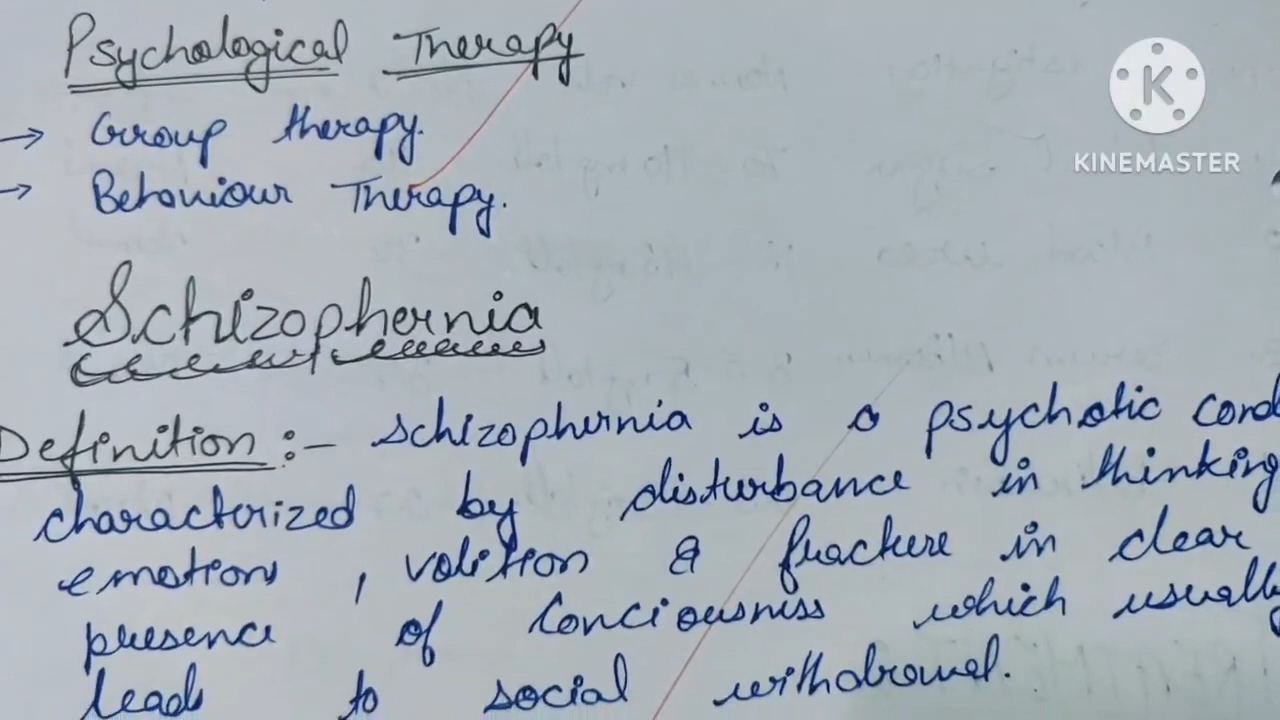 Psychological Therapy
→ Group therapy.
→ Behaviour Therapy.
KINEMASTER
Schizophernia
Definition :- Schizophernia is a psychotic cond
characterized by disturbance in thinking
emotions, volition & fracture in clear
presence of Conciousniss which usually
leads to social withdrawal.